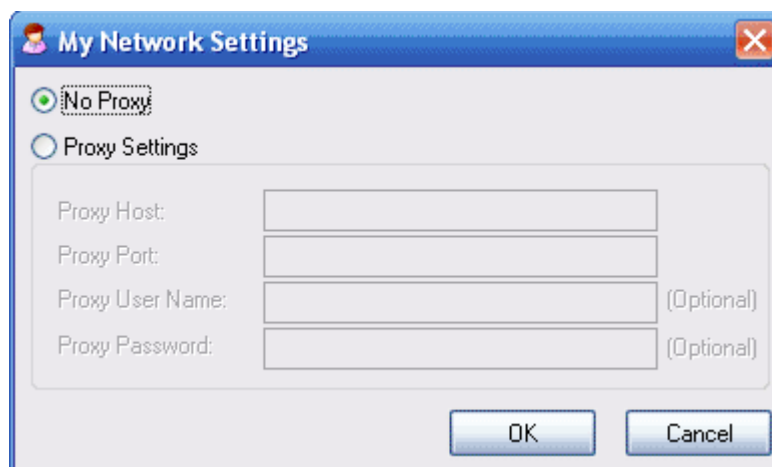 My Network Settings
No Proxy
Proxy Settings
Proxy Host:
Proxy Port:
Proxy User Name: (Optional)
Proxy Password: (Optional)
OK Cancel